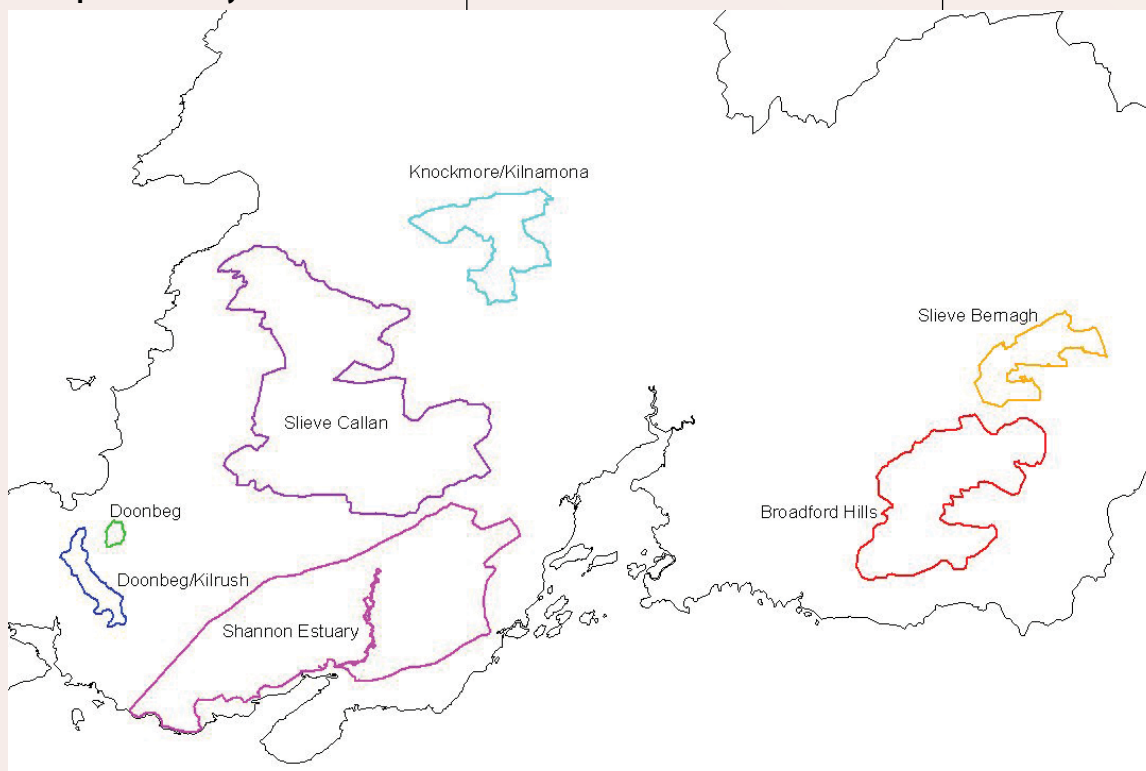 Knockmore/Kilnamona
Slieve Bernagh
Slieve Callan
Broadford Hills
Doonbeg
Doonbeg/Kilrush
Shannon Estuary